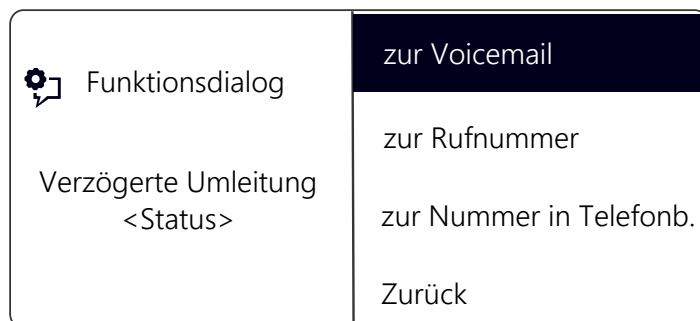 Funktionsdialog
Verzögerte Umleitung
<Status>
zur Voicemail
zur Rufnummer
zur Nummer in Telefonb.
Zurück